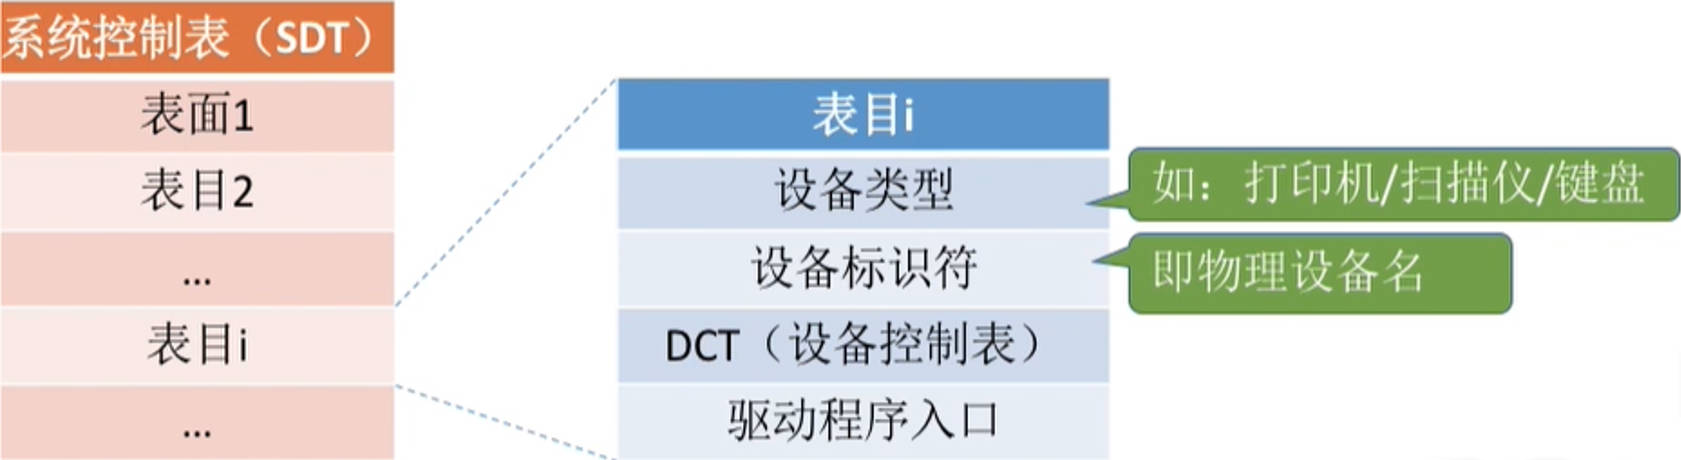 系统控制表（SDT）
表面1
表目2
...
表目i
...
表目i
设备类型
设备标识符
DCT（设备控制表）
驱动程序入口
如：打印机/扫描仪/键盘
即物理设备名